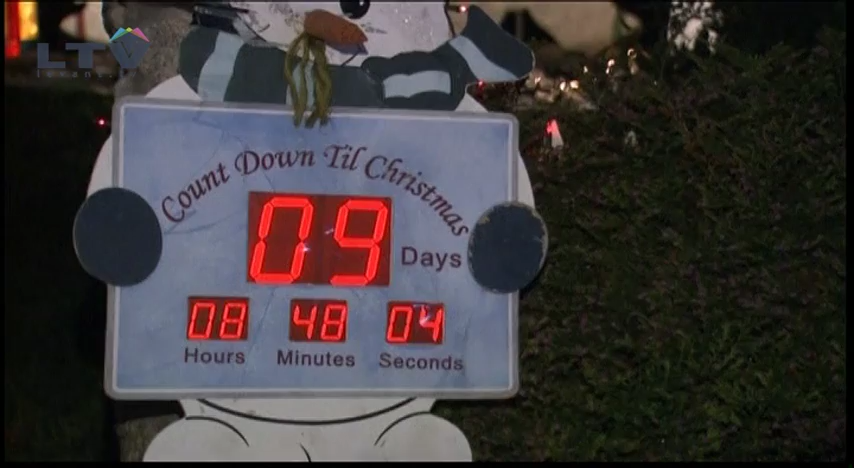 LTV
Count Down Til Christmas
09 Days
08 48 04
Hours Minutes Seconds